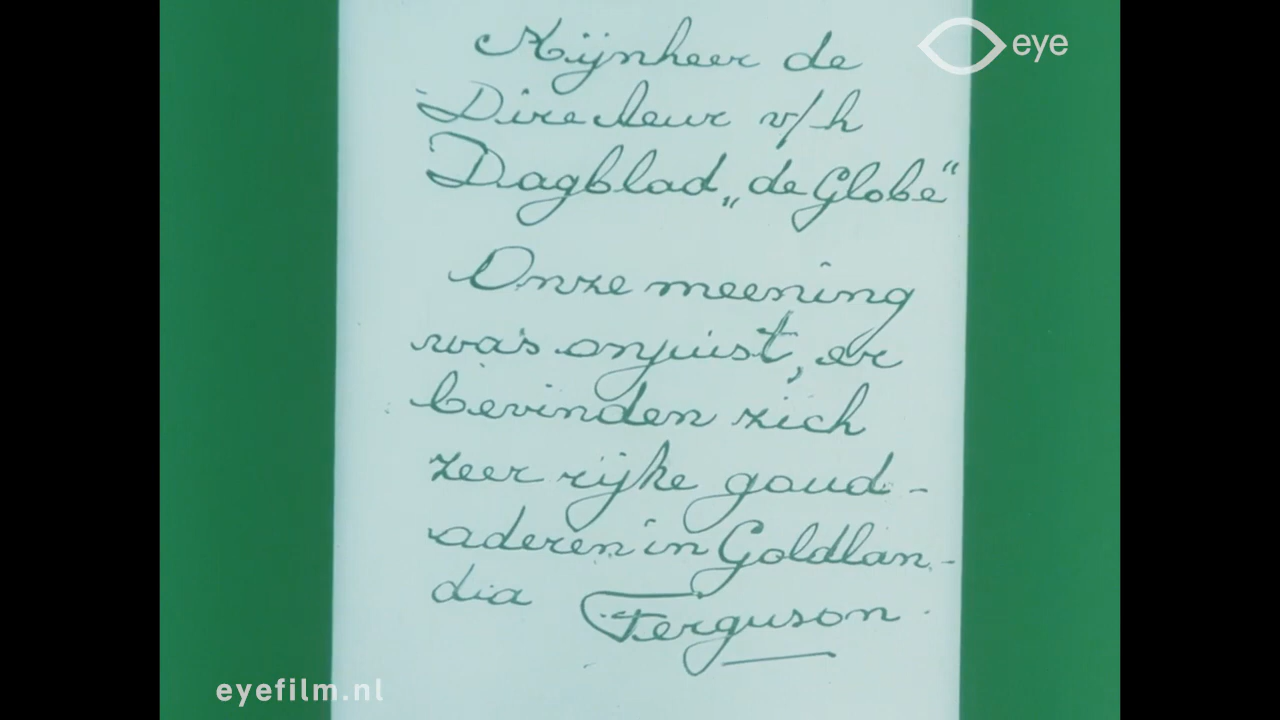 eye
Mijnheer de
Directeur v/h
Dagblad „de Globe“
Onze meening
was onjuist, er
bevinden zich
zeer rijke goud-
aderen in Goldlan-
dia Ferguson.
eyefilm.nl